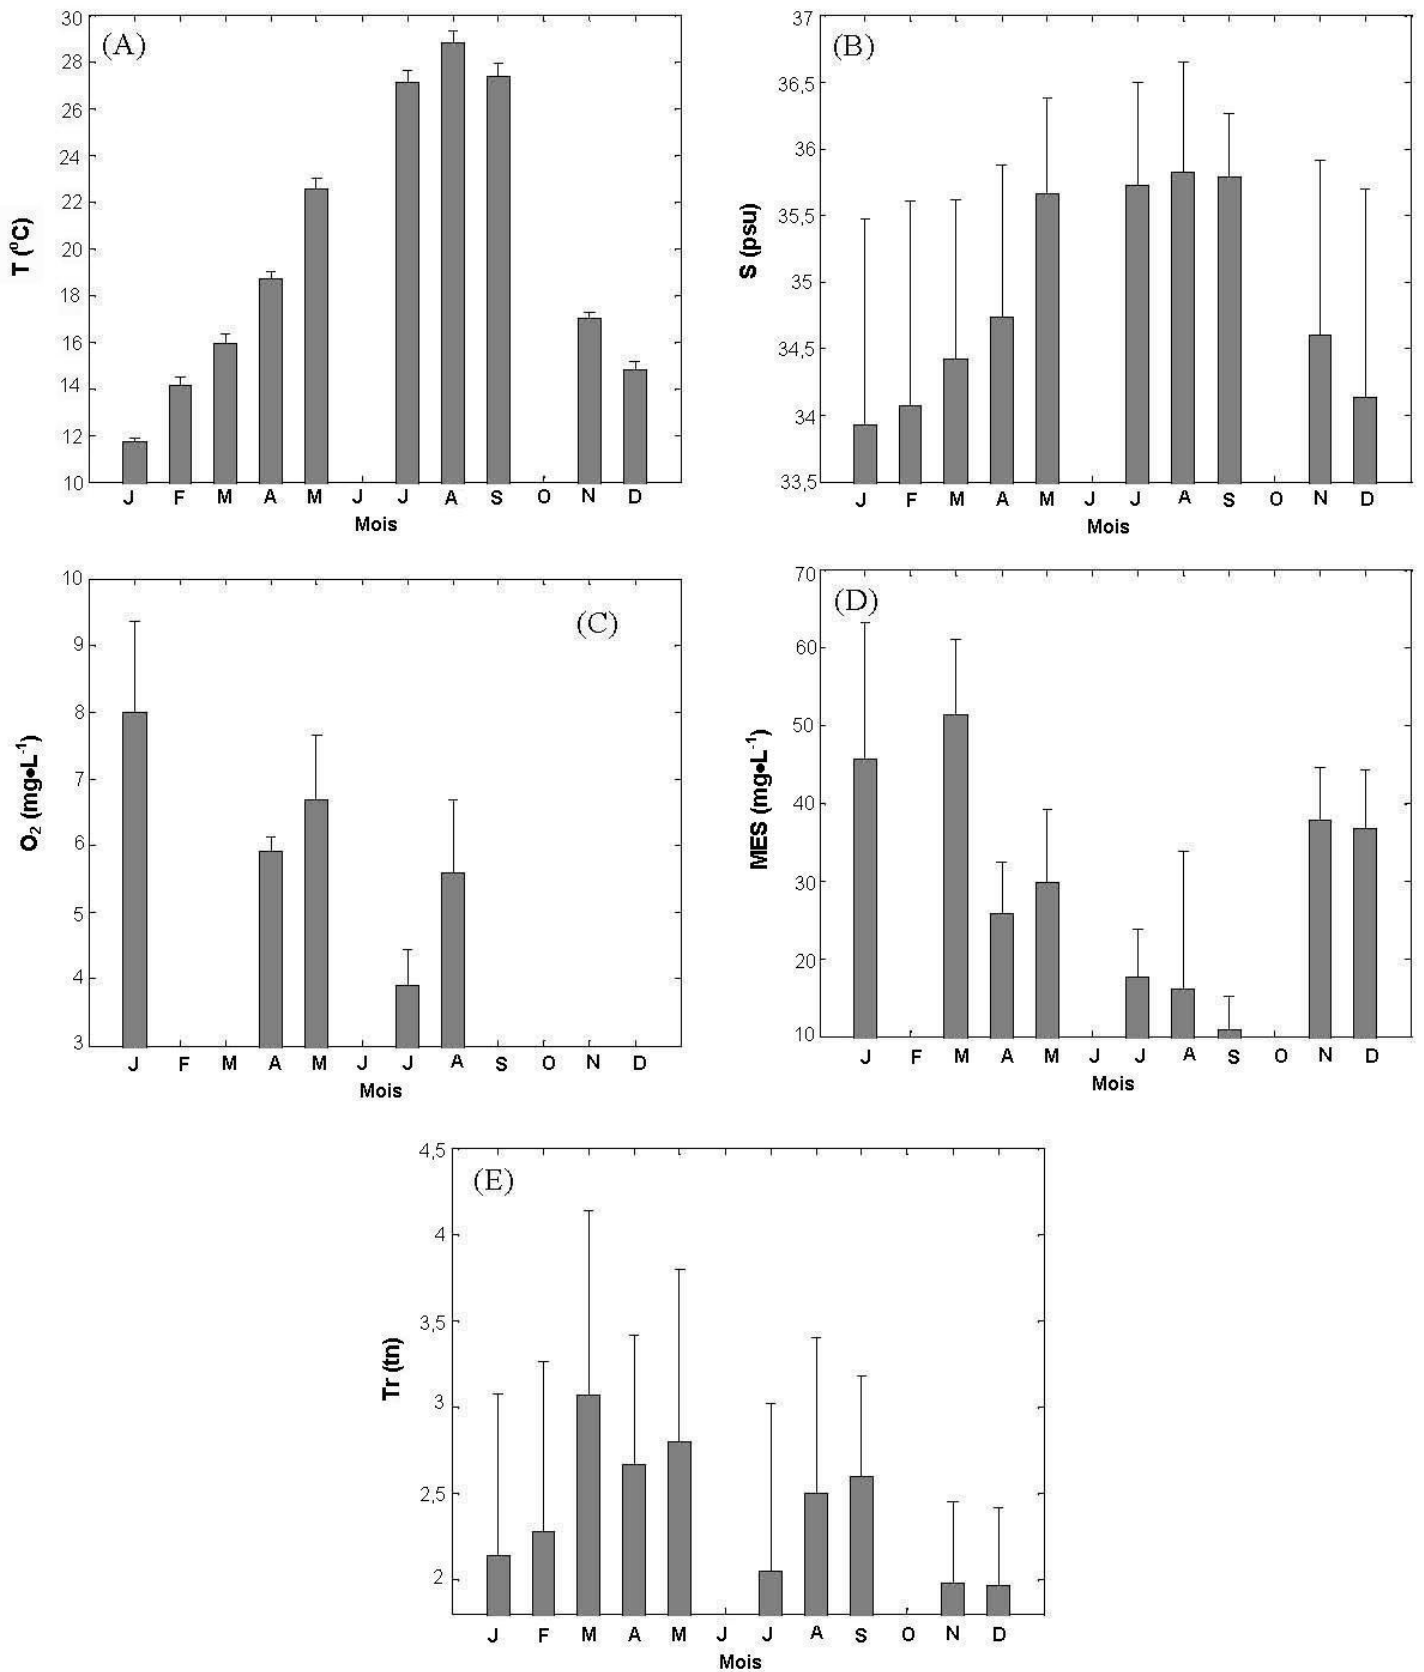 (A)
30
28
26
24
22
20
18
16
14
12
10
T (ºC)
J F M A M J J A S O N D
Mois
(B)
37
36,5
36
35,5
35
34,5
34
33,5
S (psu)
J F M A M J J A S O N D
Mois
(C)
10
9
8
7
6
5
4
3
O₂ (mg•L⁻¹)
J F M A M J J A S O N D
Mois
(D)
70
60
50
40
30
20
10
MES (mg•L⁻¹)
J F M A M J J A S O N D
Mois
(E)
4,5
4
3,5
3
2,5
2
Tr (tn)
J F M A M J J A S O N D
Mois